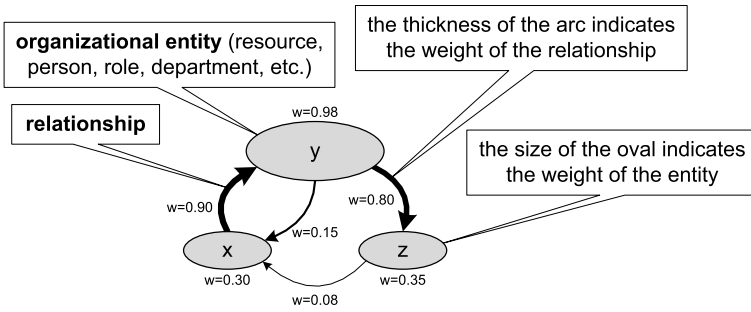 organizational entity (resource,
person, role, department, etc.)
the thickness of the arc indicates
the weight of the relationship
relationship
w=0.98
y
the size of the oval indicates
the weight of the entity
w=0.90
w=0.80
w=0.15
x
z
w=0.30
w=0.35
w=0.08